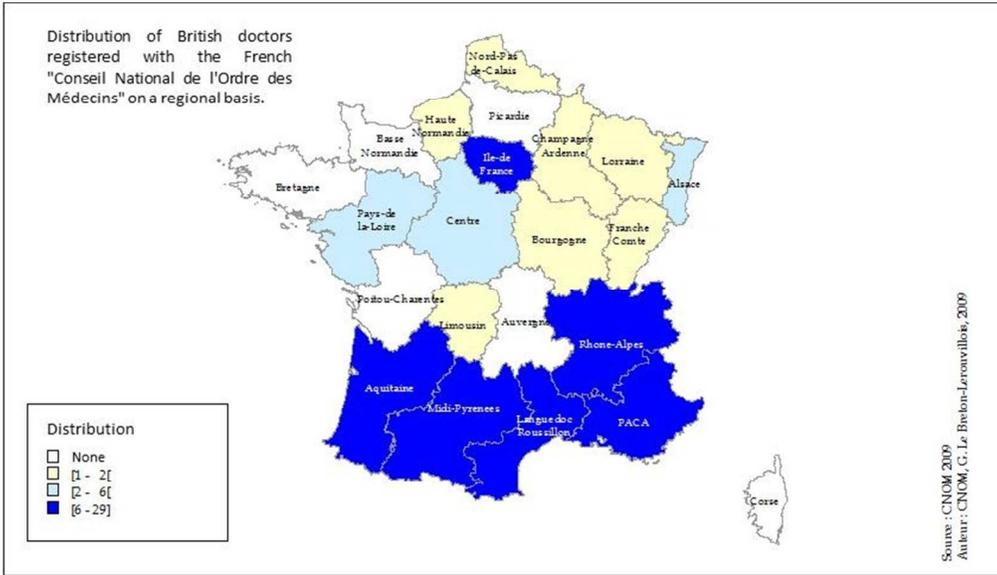 Distribution of British doctors
registered with the French
"Conseil National de l'Ordre des
Médecins" on a regional basis.
Nord-Pas
de-Calais
Picardie
Haute
Normandie
Basse
Normandie
Champagne
Ardenne
Lorraine
Ile-de
France
Alsace
Bretagne
Pays-de
la-Loire
Centre
Bourgogne
Franche
Comte
Poitou-Charentes
Limousin
Auvergne
Rhone-Alpes
Aquitaine
Midi-Pyrenees
Languedoc
Roussillon
PACA
Corse
Distribution
None
[1 - 2[
[2 - 6[
[6 - 29]
Source : CNOM 2009
Auteur : CNOM, G. Le Breton-Lerouvillois, 2009